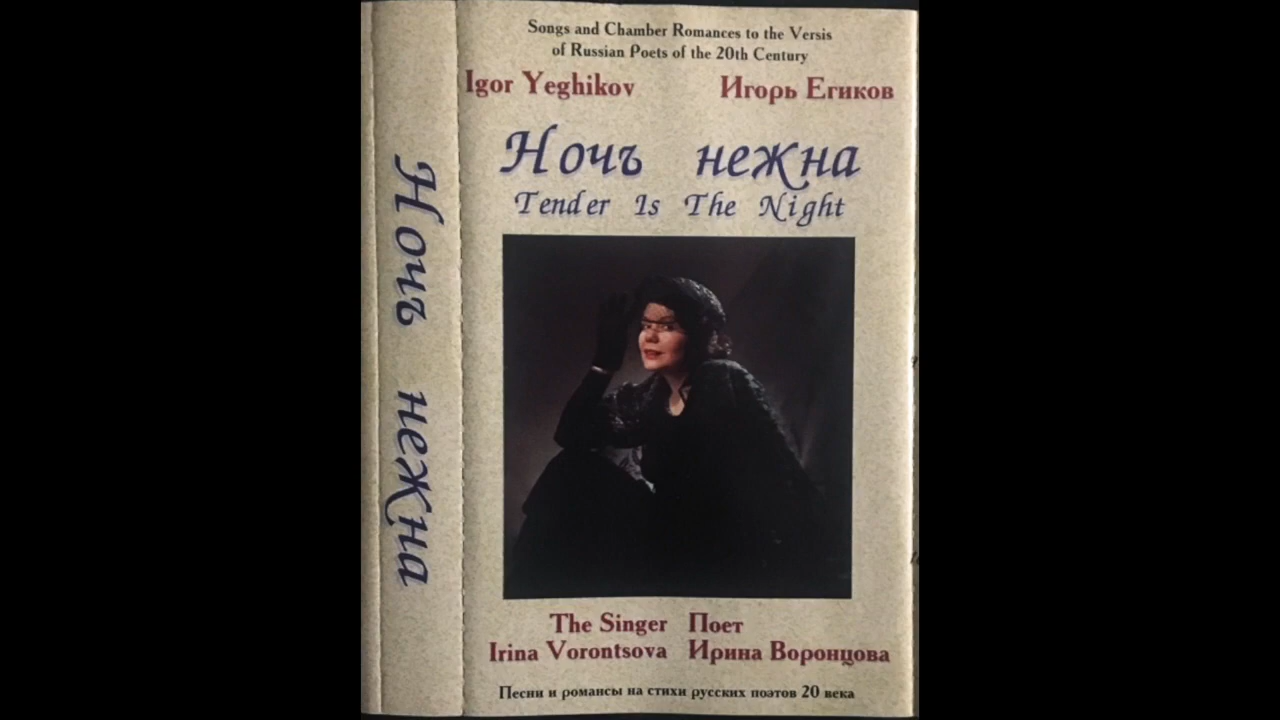 Songs and Chamber Romances to the Versis
of Russian Poets of the 20th Century
Igor Yeghikov Игорь Егиков
Ночь нежна
Tender Is The Night
The Singer Поет
Irina Vorontsova Ирина Воронцова
Песни и романсы на стихи русских поэтов 20 века
Ночь нежна